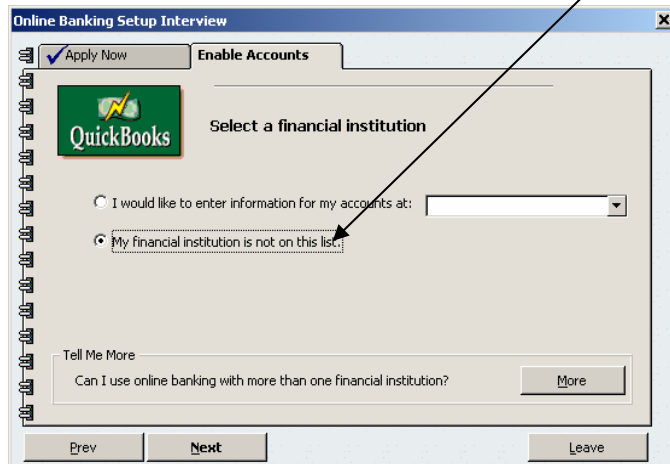 Online Banking Setup Interview
Apply Now
Enable Accounts
QuickBooks
Select a financial institution
I would like to enter information for my accounts at:
My financial institution is not on this list.
Tell Me More
Can I use online banking with more than one financial institution?
More
Prev
Next
Leave